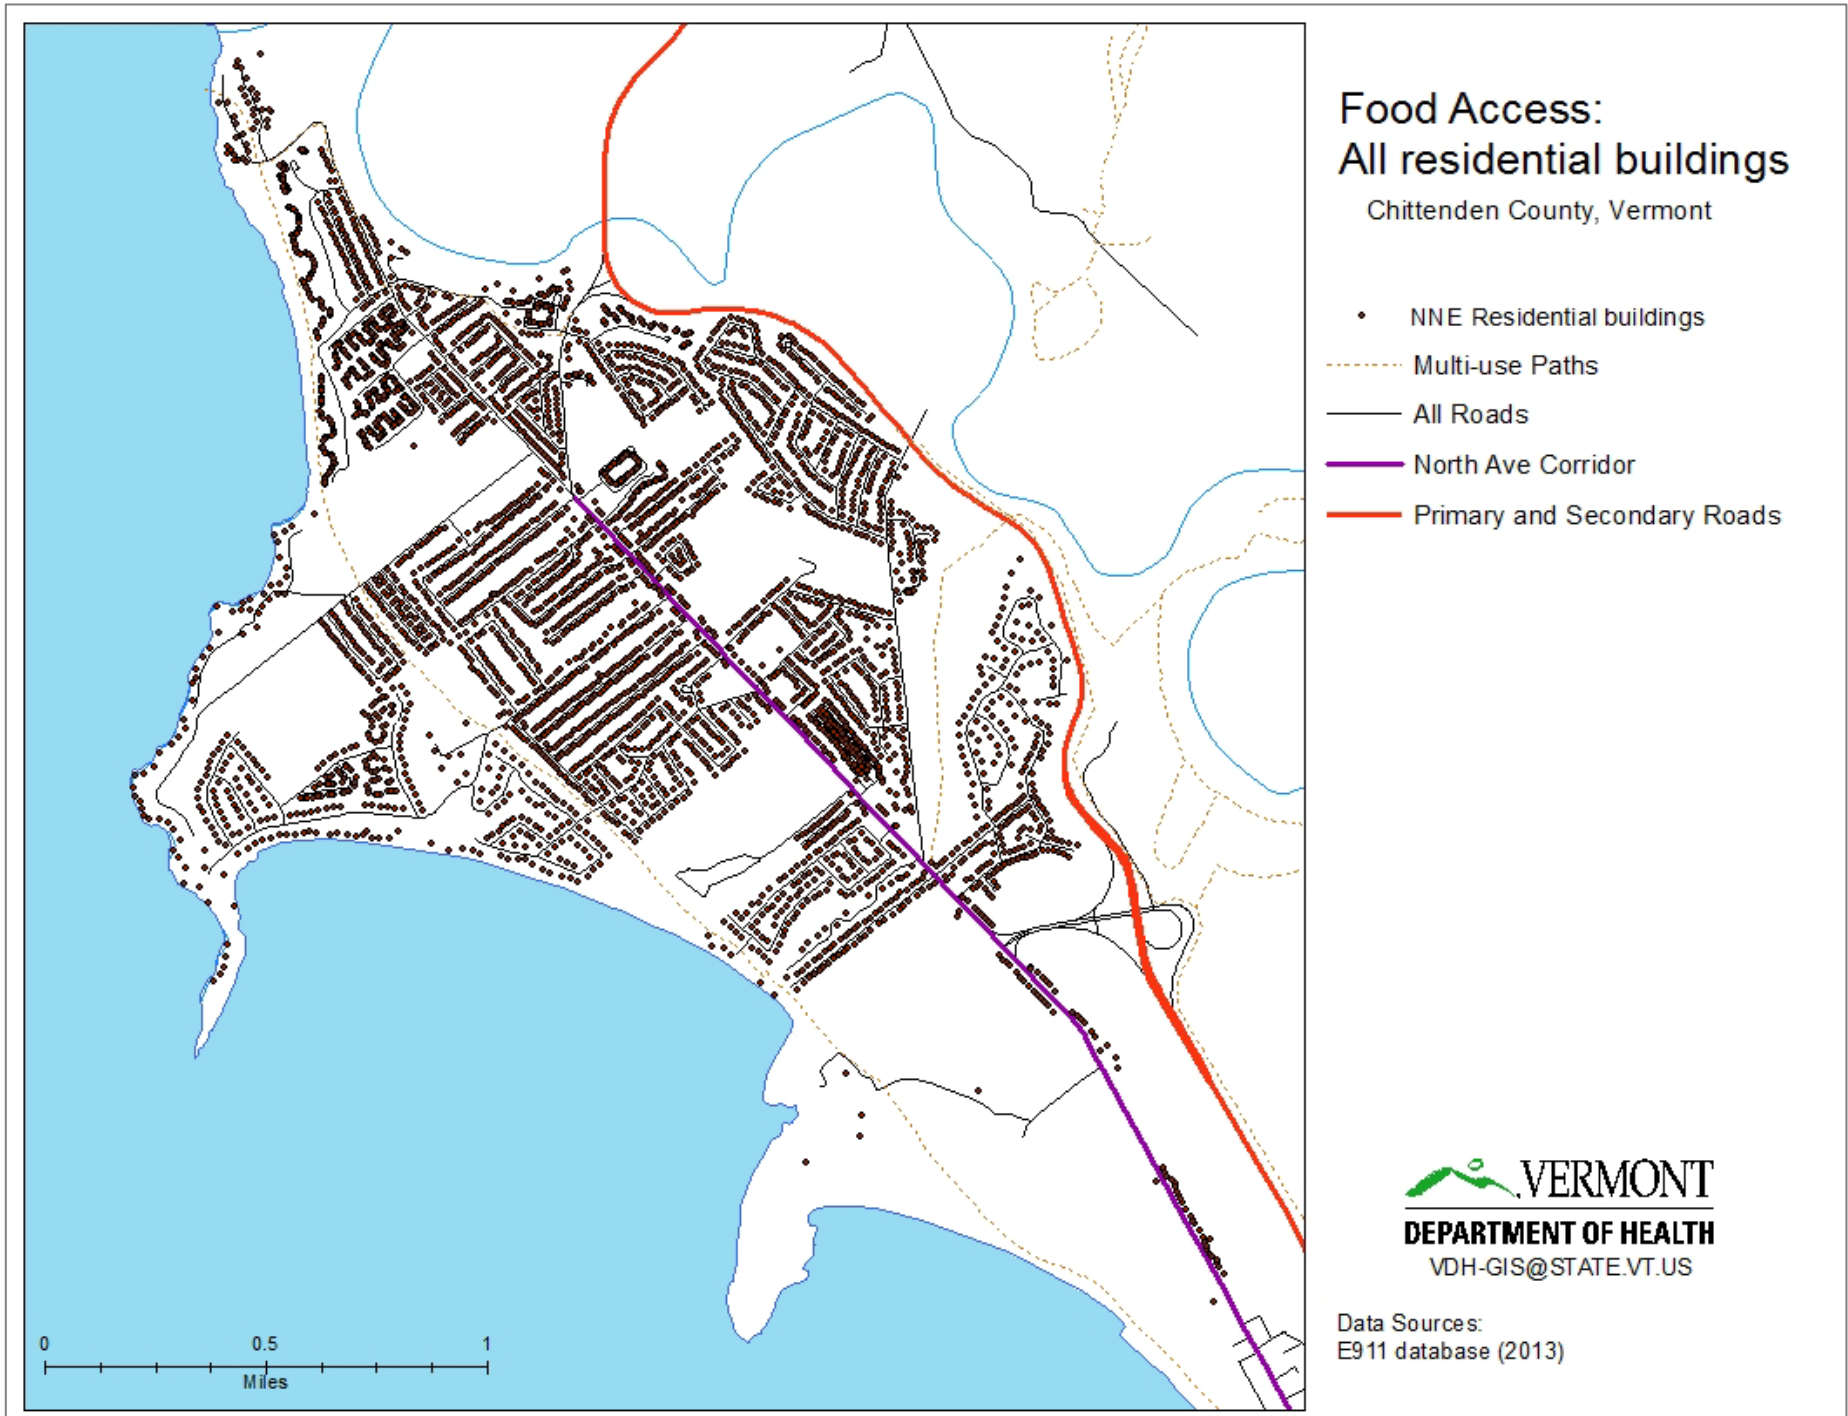 Food Access:
All residential buildings
Chittenden County, Vermont
NNE Residential buildings
Multi-use Paths
All Roads
North Ave Corridor
Primary and Secondary Roads
VERMONT
DEPARTMENT OF HEALTH
VDH-GIS@STATE.VT.US
Data Sources:
E911 database (2013)
0 0.5 1
Miles